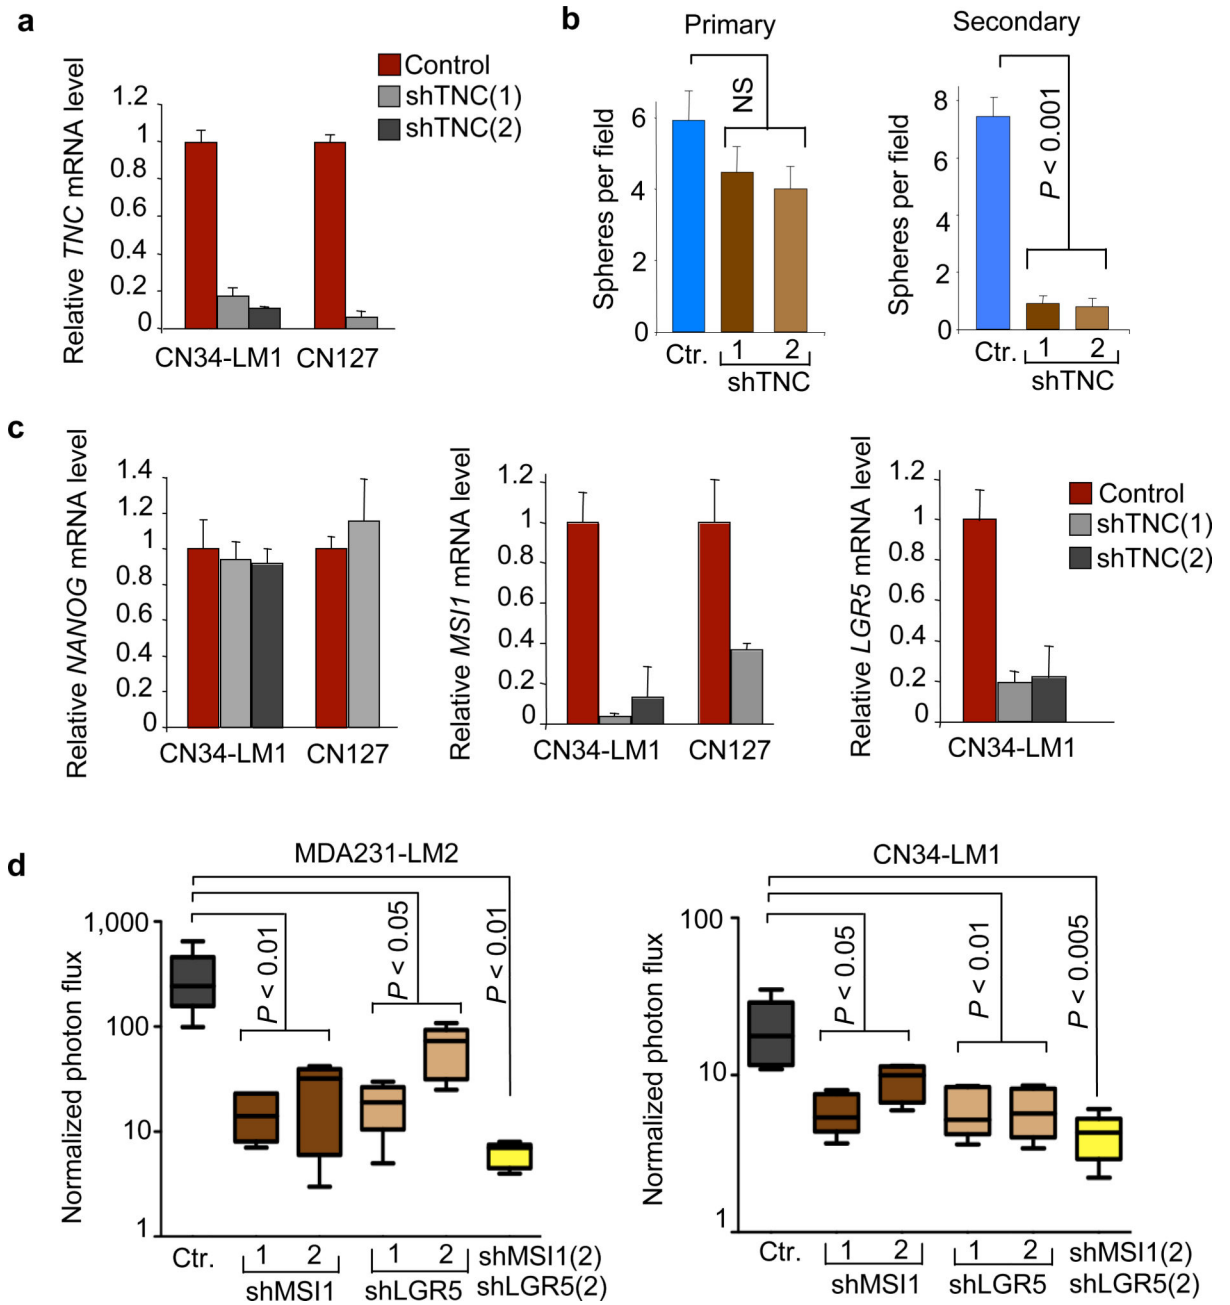 a
Relative TNC mRNA level
1.2
1
0.8
0.6
0.4
0.2
0
CN34-LM1
CN127
Control
shTNC(1)
shTNC(2)
b
Primary
Spheres per field
6
4
2
0
NS
Ctr.
1
2
shTNC
Secondary
Spheres per field
8
6
4
2
0
P < 0.001
Ctr.
1
2
shTNC
c
Relative NANOG mRNA level
1.4
1.2
1
0.8
0.6
0.4
0.2
0
CN34-LM1
CN127
Relative MSI1 mRNA level
1.2
1
0.8
0.6
0.4
0.2
0
CN34-LM1
CN127
Relative LGR5 mRNA level
1.2
1
0.8
0.6
0.4
0.2
0
CN34-LM1
Control
shTNC(1)
shTNC(2)
d
MDA231-LM2
Normalized photon flux
1,000
100
10
1
P < 0.01
P < 0.05
P < 0.01
Ctr.
1
2
shMSI1
1
2
shLGR5
shMSI1(2)
shLGR5(2)
CN34-LM1
Normalized photon flux
100
10
1
P < 0.05
P < 0.01
P < 0.005
Ctr.
1
2
shMSI1
1
2
shLGR5
shMSI1(2)
shLGR5(2)